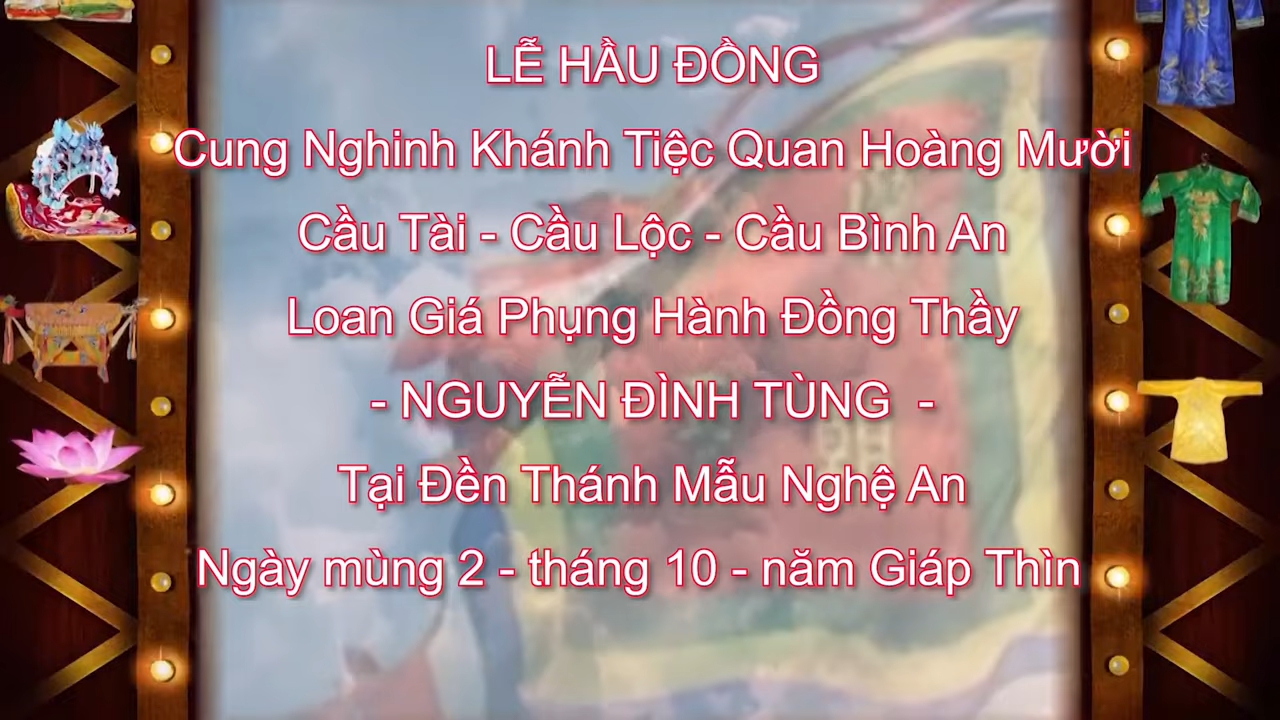 LỄ HẦU ĐỒNG
Cung Nghinh Khánh Tiệc Quan Hoàng Mười
Cầu Tài - Cầu Lộc - Cầu Bình An
Loan Giá Phụng Hành Đồng Thầy
- NGUYỄN ĐÌNH TÙNG -
Tại Đền Thánh Mẫu Nghệ An
Ngày mùng 2 - tháng 10 - năm Giáp Thìn